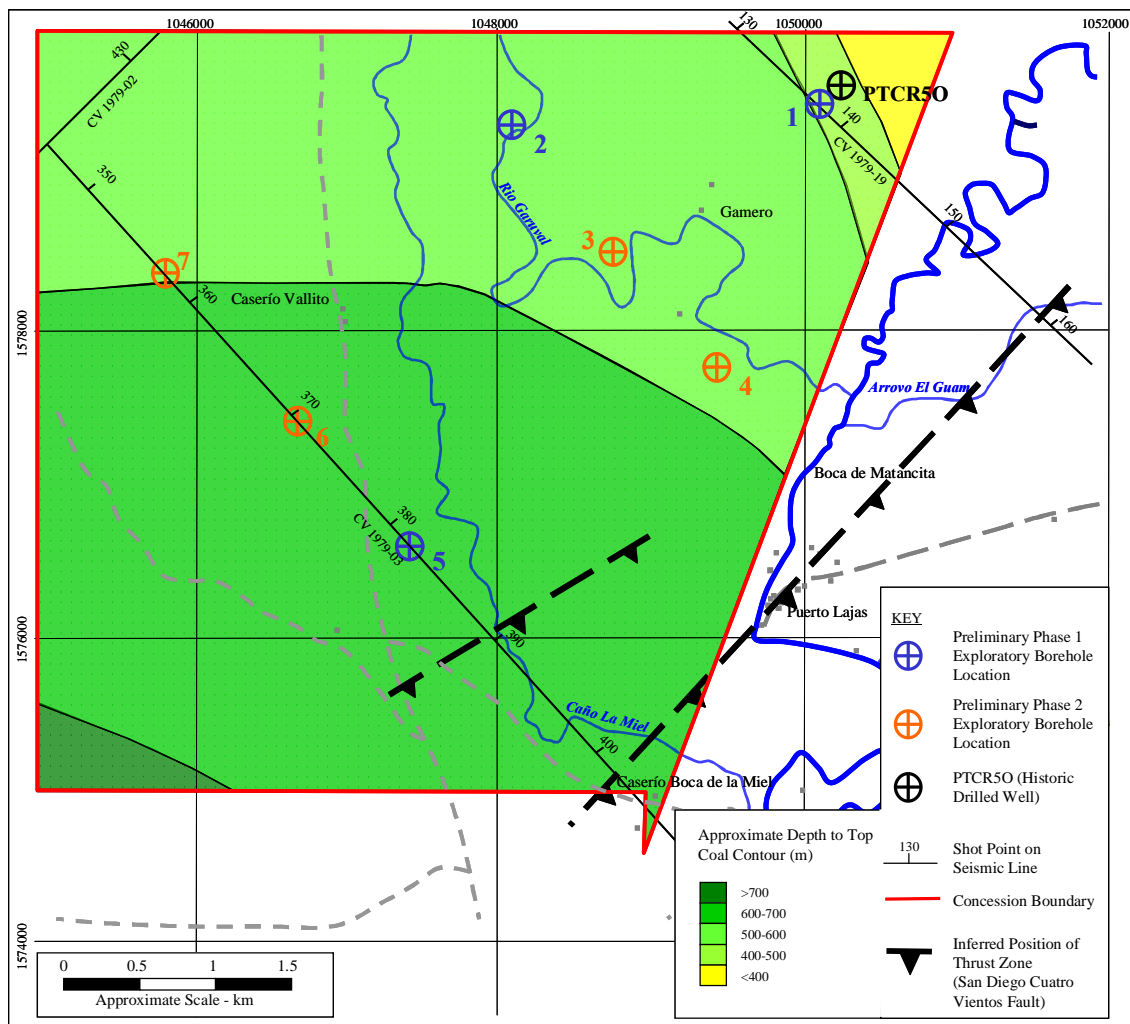 1046000
1048000
1050000
1052000
130
430
CV 1979-02
PTCR5O
1
140
2
CV 1979-19
350
Rio Garuval
Gamero
150
3
7
360
Caserío Vallito
160
1578000
4
Arroyo El Guam
370
6
Boca de Matancita
380
CV 1979-03
5
Puerto Lajas
1576000
390
Caño La Miel
400
Caserío Boca de la Miel
1574000
KEY
Preliminary Phase 1
Exploratory Borehole
Location
Preliminary Phase 2
Exploratory Borehole
Location
PTCR5O (Historic
Drilled Well)
130
Shot Point on
Seismic Line
Concession Boundary
Inferred Position of
Thrust Zone
(San Diego Cuatro
Vientos Fault)
Approximate Depth to Top
Coal Contour (m)
>700
600-700
500-600
400-500
<400
0
0.5
1
1.5
Approximate Scale - km